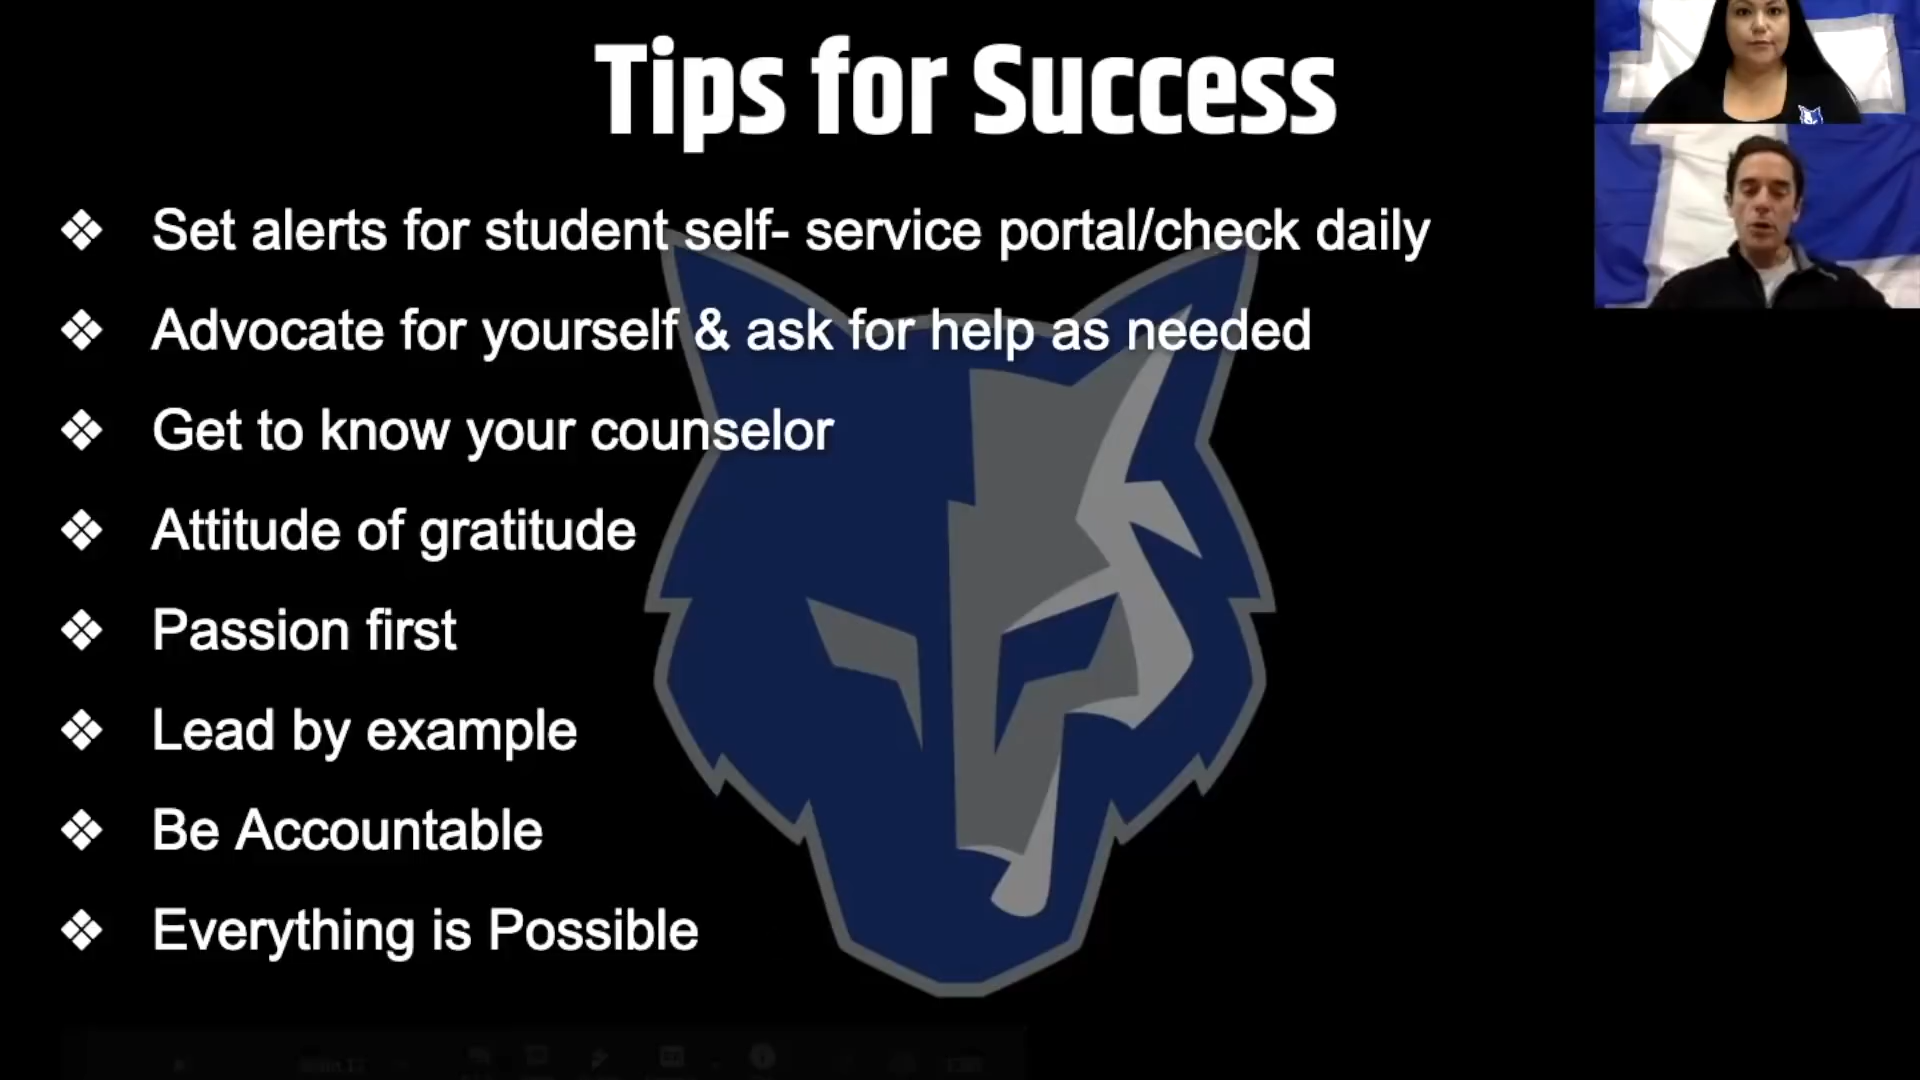 Tips for Success
❖ Set alerts for student self- service portal/check daily
❖ Advocate for yourself & ask for help as needed
❖ Get to know your counselor
❖ Attitude of gratitude
❖ Passion first
❖ Lead by example
❖ Be Accountable
❖ Everything is Possible